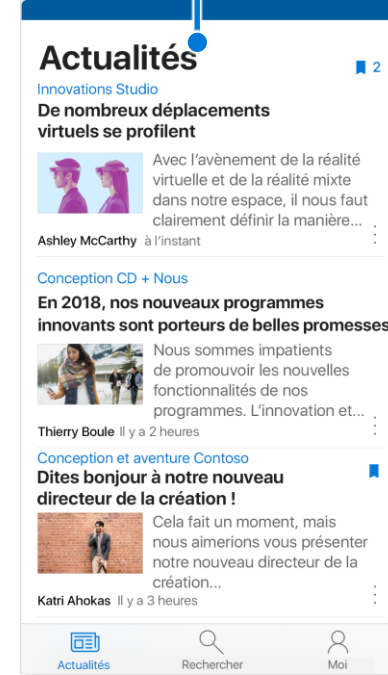 Actualités
2
Innovations Studio
De nombreux déplacements
virtuels se profilent
Avec l'avènement de la réalité
virtuelle et de la réalité mixte
dans notre espace, il nous faut
clairement définir la manière...
Ashley McCarthy à l'instant
Conception CD + Nous
En 2018, nos nouveaux programmes
innovants sont porteurs de belles promesses
Nous sommes impatients
de promouvoir les nouvelles
fonctionnalités de nos
programmes. L'innovation et...
Thierry Boule Il y a 2 heures
Conception et aventure Contoso
Dites bonjour à notre nouveau
directeur de la création !
Cela fait un moment, mais
nous aimerions vous présenter
notre nouveau directeur de la
création...
Katri Ahokas Il y a 3 heures
Actualités
Rechercher
Moi